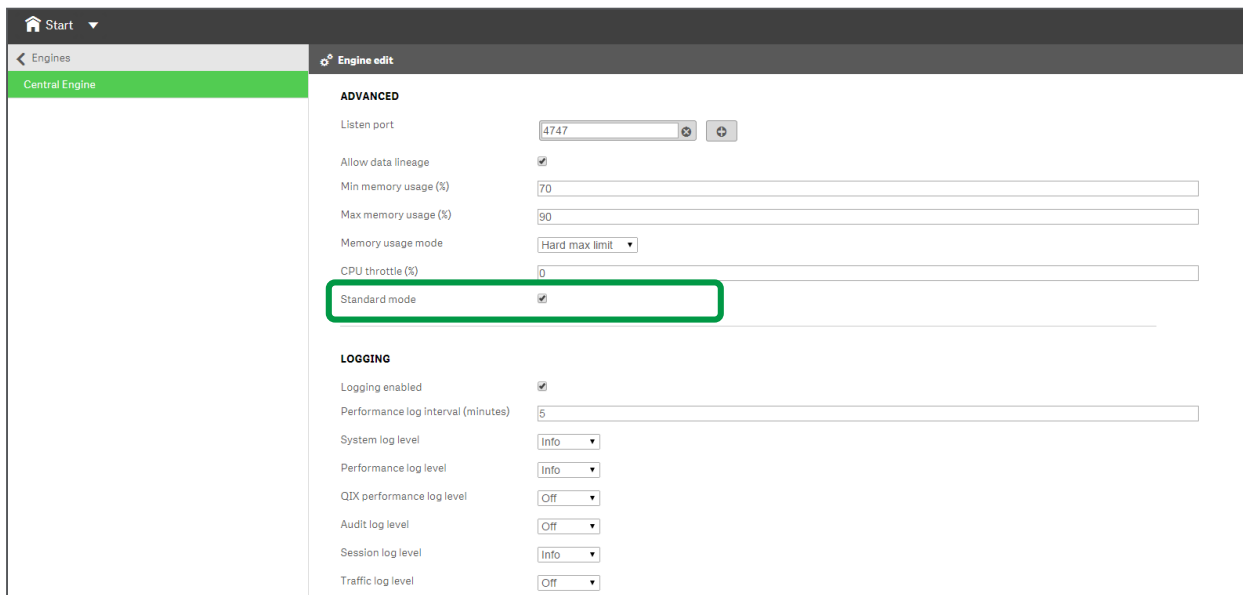 Start
Engines
Engine edit
Central Engine
ADVANCED
Listen port 4747
Allow data lineage
Min memory usage (%) 70
Max memory usage (%) 90
Memory usage mode Hard max limit
CPU throttle (%) 0
Standard mode
LOGGING
Logging enabled
Performance log interval (minutes) 5
System log level Info
Performance log level Info
QIX performance log level Off
Audit log level Off
Session log level Info
Traffic log level Off